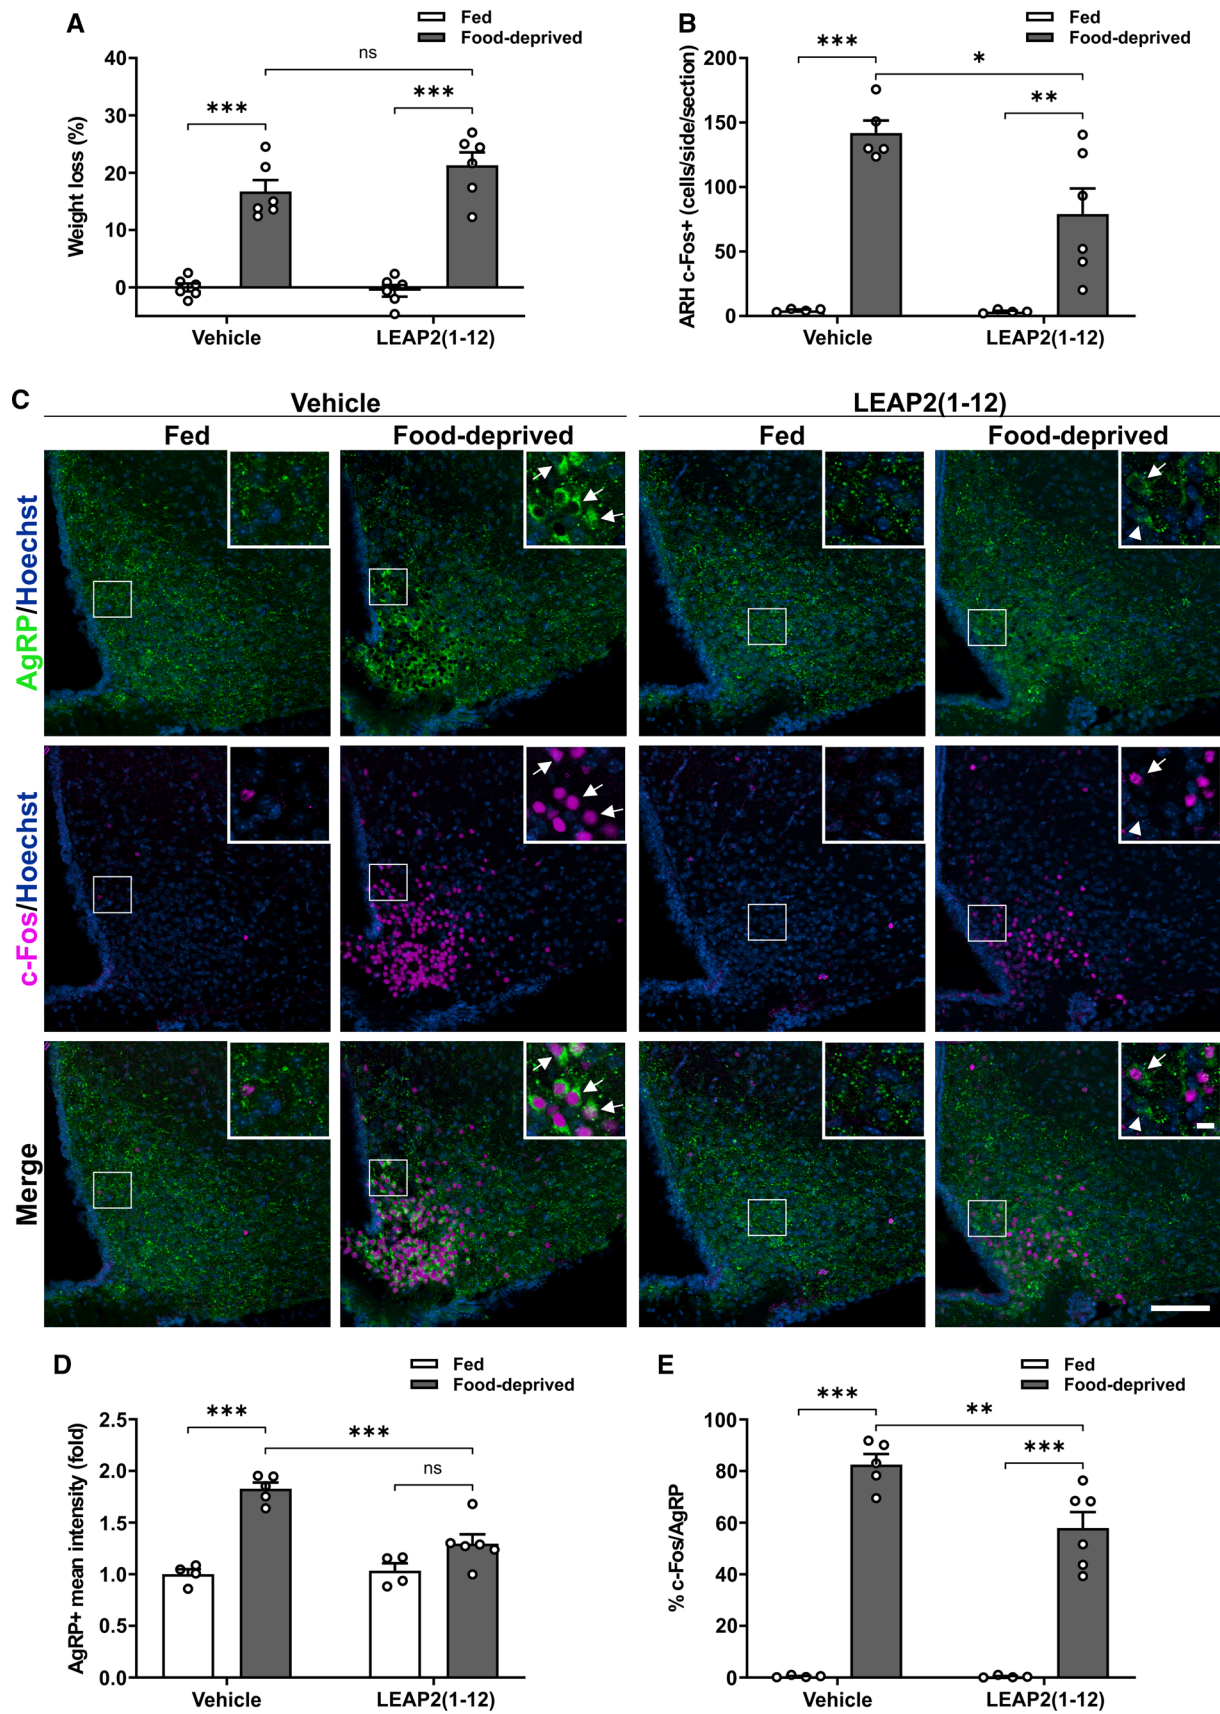 A
Fed
Food-deprived
Weight loss (%)
40
30
20
10
0
ns
***
***
Vehicle
LEAP2(1-12)
B
Fed
Food-deprived
ARH c-Fos+ (cells/side/section)
200
150
100
50
0
***
*
**
Vehicle
LEAP2(1-12)
C
Vehicle
LEAP2(1-12)
Fed
Food-deprived
Fed
Food-deprived
AgRP/Hoechst
c-Fos/Hoechst
Merge
D
Fed
Food-deprived
AgRP+ mean intensity (fold)
2.5
2.0
1.5
1.0
0.5
0.0
***
***
ns
Vehicle
LEAP2(1-12)
E
Fed
Food-deprived
% c-Fos/AgRP
100
80
60
40
20
0
***
**
***
Vehicle
LEAP2(1-12)